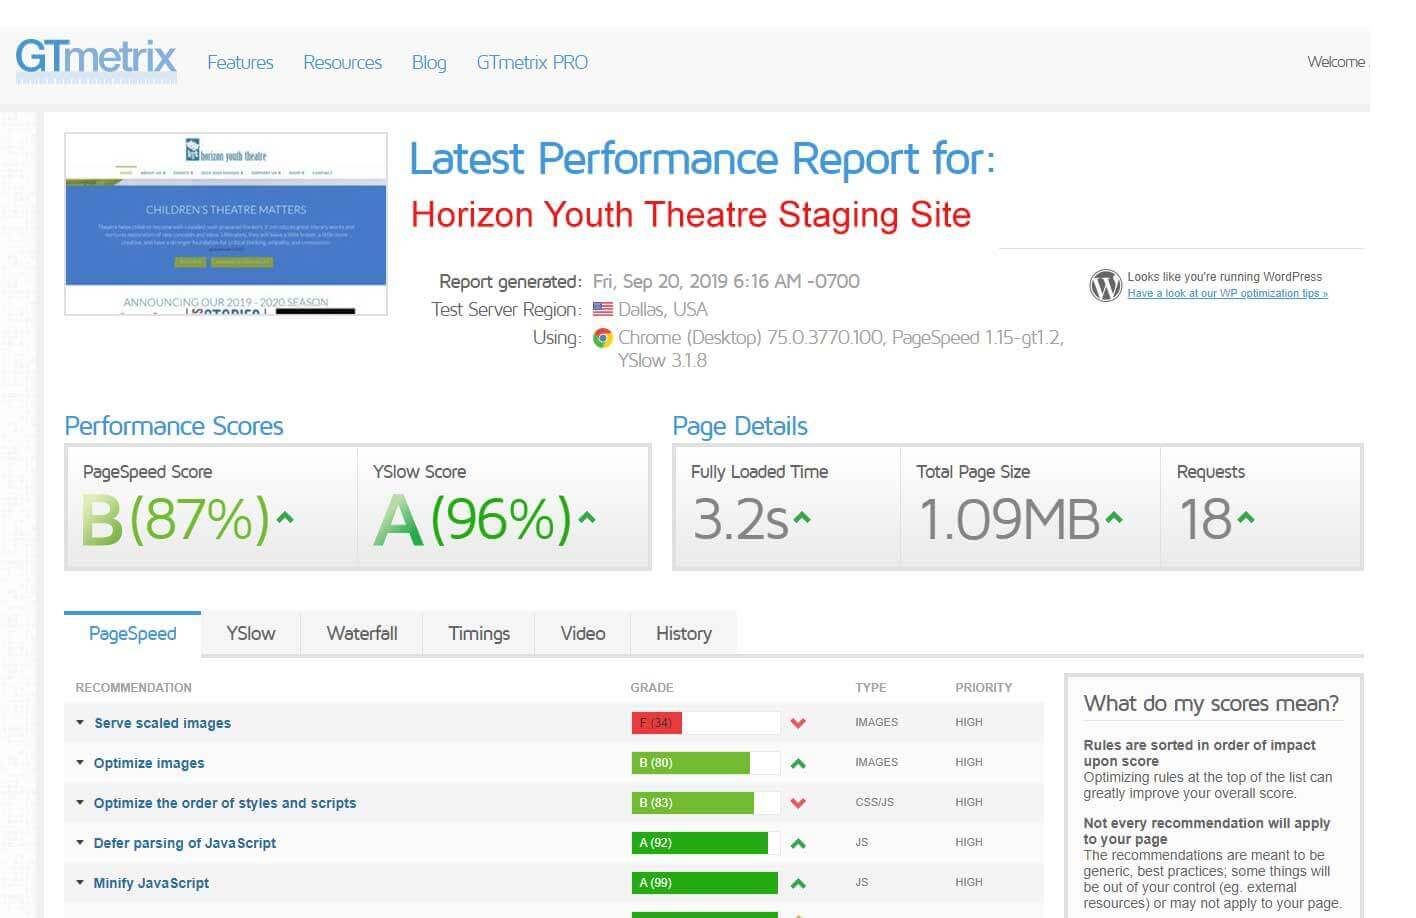 GTmetrix
Features Resources Blog GTmetrix PRO
Welcome
horizon youth theatre
CHILDREN'S THEATRE MATTERS
ANNOUNCING OUR 2019 - 2020 SEASON
Latest Performance Report for:
Horizon Youth Theatre Staging Site
Report generated: Fri, Sep 20, 2019 6:16 AM -0700
Test Server Region: Dallas, USA
Using: Chrome (Desktop) 75.0.3770.100, PageSpeed 1.15-gt1.2,
YSlow 3.1.8
Looks like you're running WordPress
Have a look at our WP optimization tips »
Performance Scores
PageSpeed Score YSlow Score
B (87%) A (96%)
Page Details
Fully Loaded Time Total Page Size Requests
3.2s 1.09MB 18
PageSpeed YSlow Waterfall Timings Video History
RECOMMENDATION GRADE TYPE PRIORITY
Serve scaled images F (34) IMAGES HIGH
Optimize images B (80) IMAGES HIGH
Optimize the order of styles and scripts B (83) CSS/JS HIGH
Defer parsing of JavaScript A (92) JS HIGH
Minify JavaScript A (99) JS HIGH
What do my scores mean?
Rules are sorted in order of impact
upon score
Optimizing rules at the top of the list can
greatly improve your overall score.
Not every recommendation will apply
to your page
The recommendations are meant to be
generic, best practices; some things will
be out of your control (eg. external
resources) or may not apply to your page.